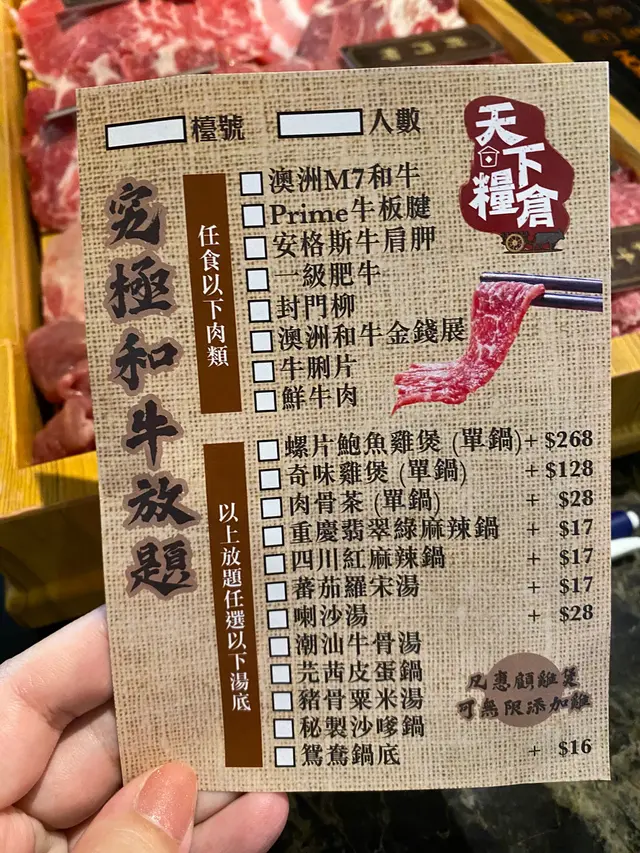 檯號 人數
天下糧倉
究極和牛放題
任食以下肉類
澳洲M7和牛
Prime牛板腱
安格斯牛肩胛
一級肥牛
封門柳
澳洲和牛金錢展
牛脷片
鮮牛肉
以上放題任選以下湯底
螺片鮑魚雞煲 (單鍋) + $268
奇味雞煲 (單鍋) + $128
肉骨茶 (單鍋) + $28
重慶翡翠綠麻辣鍋 + $17
四川紅麻辣鍋 + $17
蕃茄羅宋湯 + $17
喇沙湯 + $28
潮汕牛骨湯
芫茜皮蛋鍋
豬骨粟米湯
秘製沙嗲鍋
鴛鴦鍋底 + $16
凡惠顧雞煲
可無限添加雞